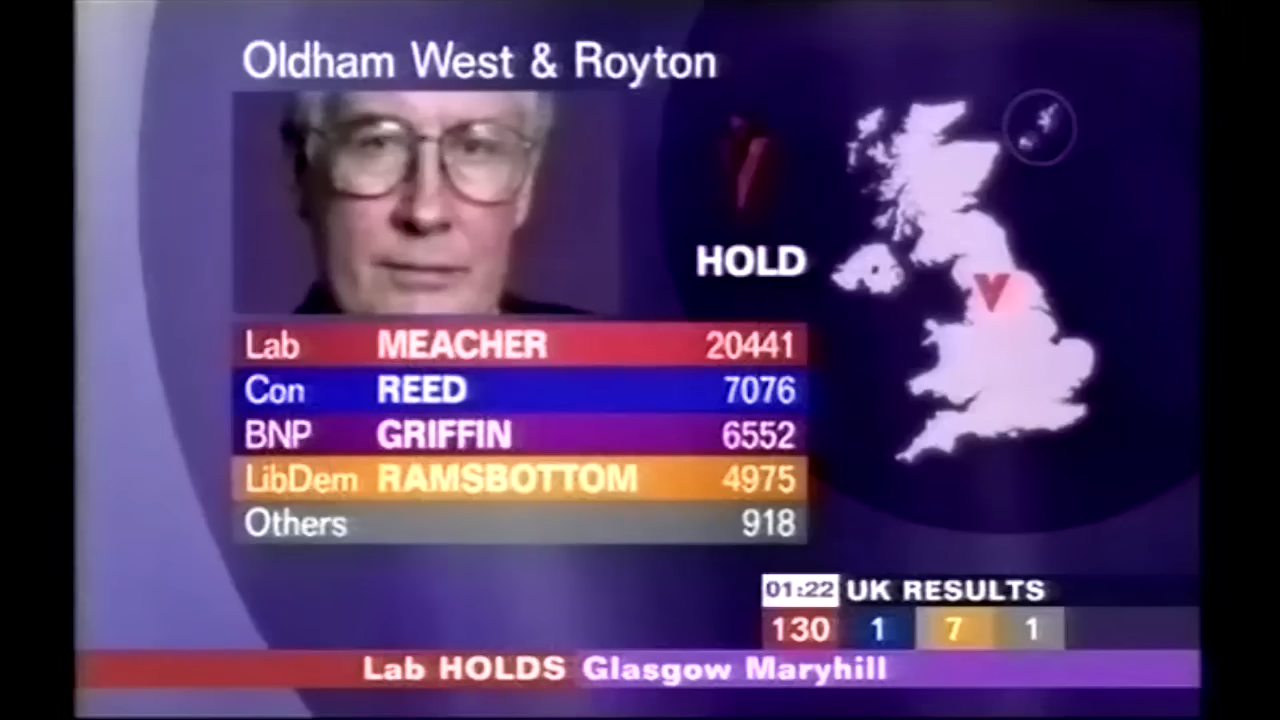 Oldham West & Royton
HOLD
Lab MEACHER 20441
Con REED 7076
BNP GRIFFIN 6552
LibDem RAMSBOTTOM 4975
Others 918
01:22 UK RESULTS
130 1 7 1
Lab HOLDS Glasgow Maryhill